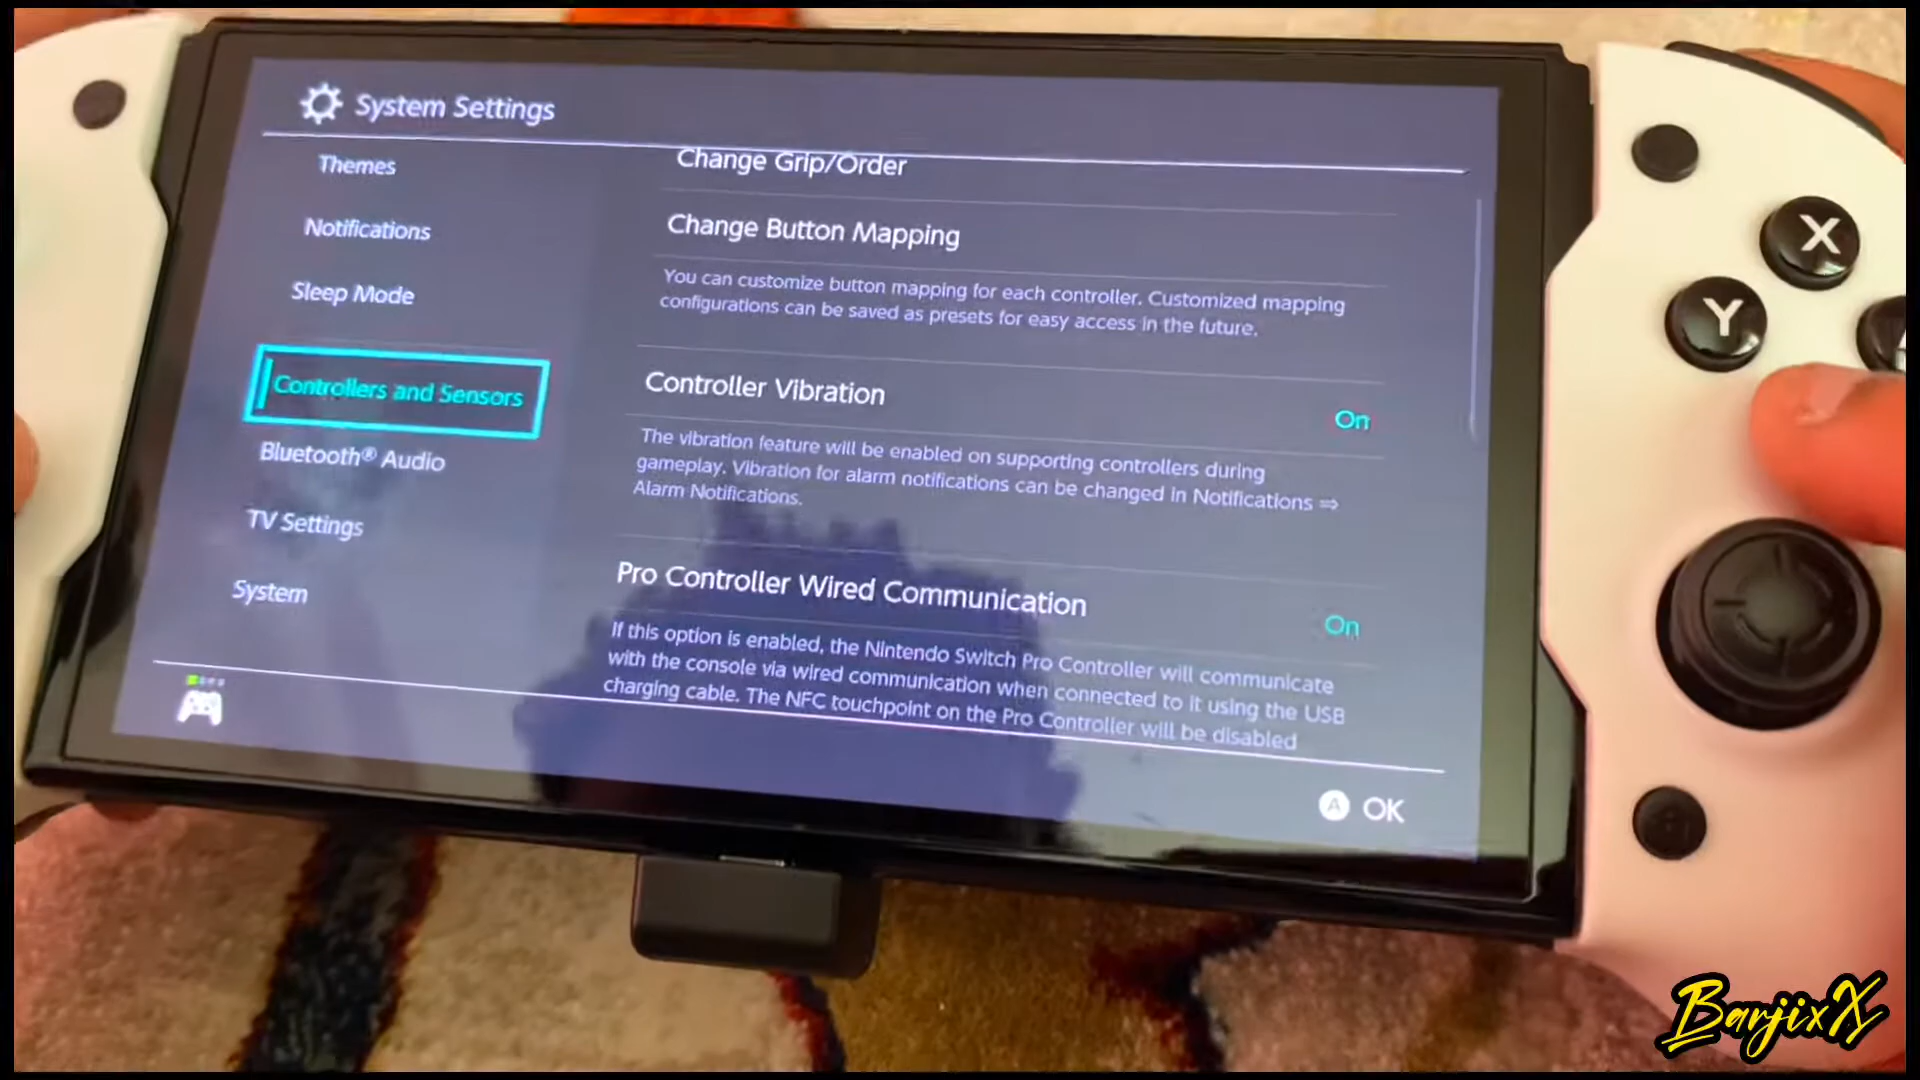 System Settings
Themes
Notifications
Sleep Mode
Controllers and Sensors
Bluetooth® Audio
TV Settings
System
Change Grip/Order
Change Button Mapping
You can customize button mapping for each controller. Customized mapping
configurations can be saved as presets for easy access in the future.
Controller Vibration
On
The vibration feature will be enabled on supporting controllers during
gameplay. Vibration for alarm notifications can be changed in Notifications ⇒
Alarm Notifications.
Pro Controller Wired Communication
On
If this option is enabled, the Nintendo Switch Pro Controller will communicate
with the console via wired communication when connected to it using the USB
charging cable. The NFC touchpoint on the Pro Controller will be disabled
A OK
X
Y
A
BarjixX